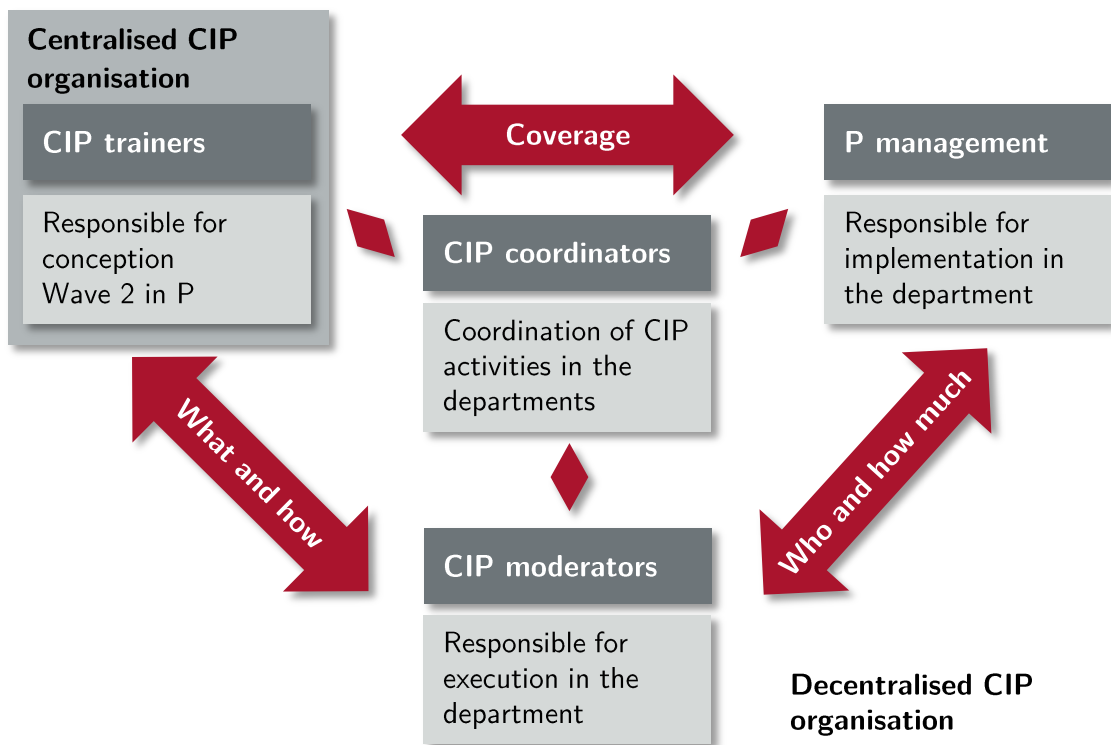 Centralised CIP
organisation
CIP trainers
Responsible for
conception
Wave 2 in P
Coverage
P management
Responsible for
implementation in
the department
CIP coordinators
Coordination of CIP
activities in the
departments
What and how
Who and how much
CIP moderators
Responsible for
execution in the
department
Decentralised CIP
organisation